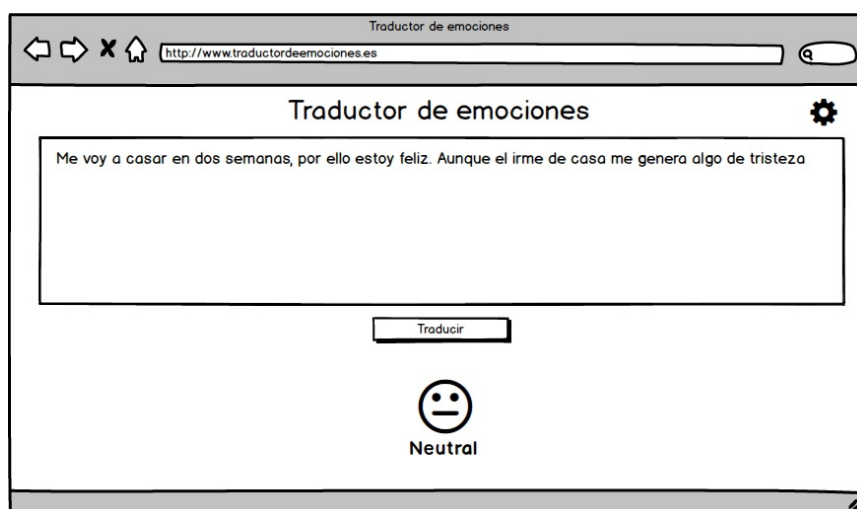 Traductor de emociones
http://www.traductordeemociones.es
Traductor de emociones
Me voy a casar en dos semanas, por ello estoy feliz. Aunque el irme de casa me genera algo de tristeza
Traducir
Neutral